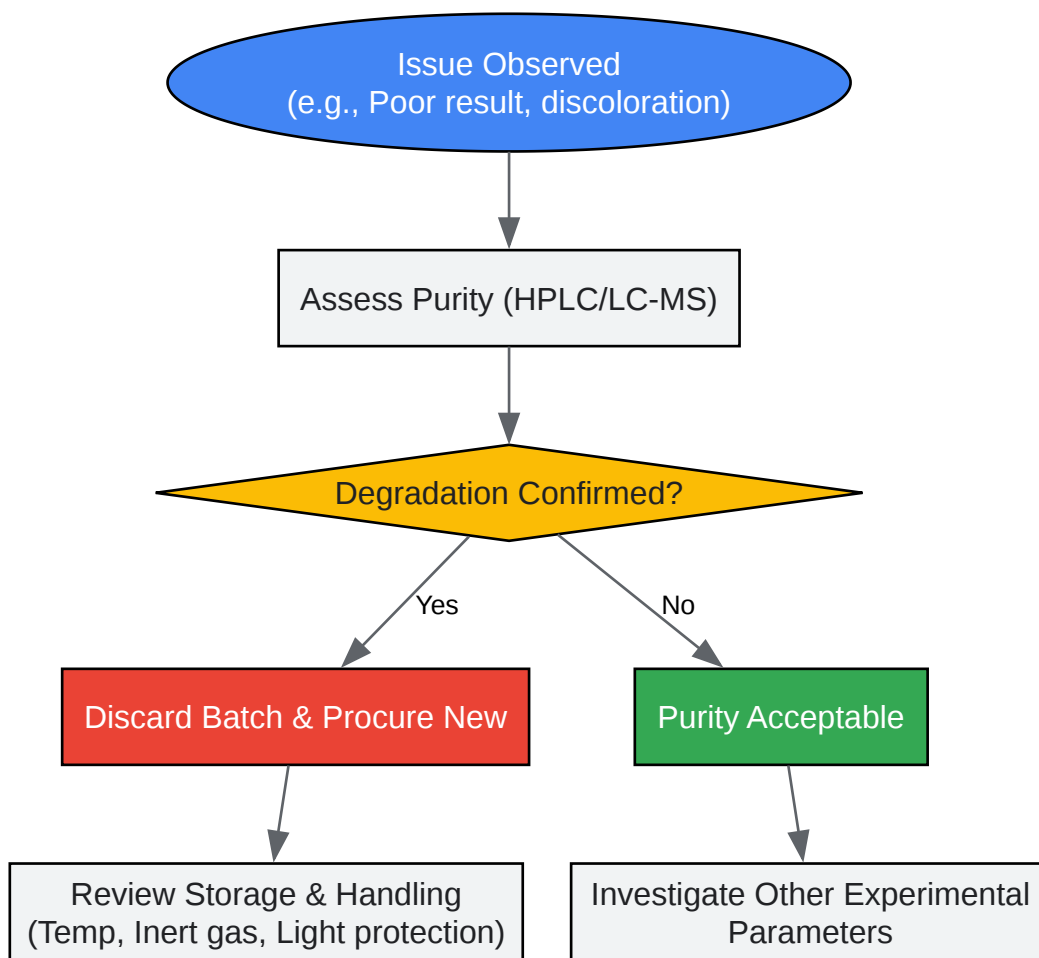 Issue Observed
(e.g., Poor result, discoloration)
Assess Purity (HPLC/LC-MS)
Degradation Confirmed?
Yes
No
Discard Batch & Procure New
Purity Acceptable
Review Storage & Handling
(Temp, Inert gas, Light protection)
Investigate Other Experimental
Parameters